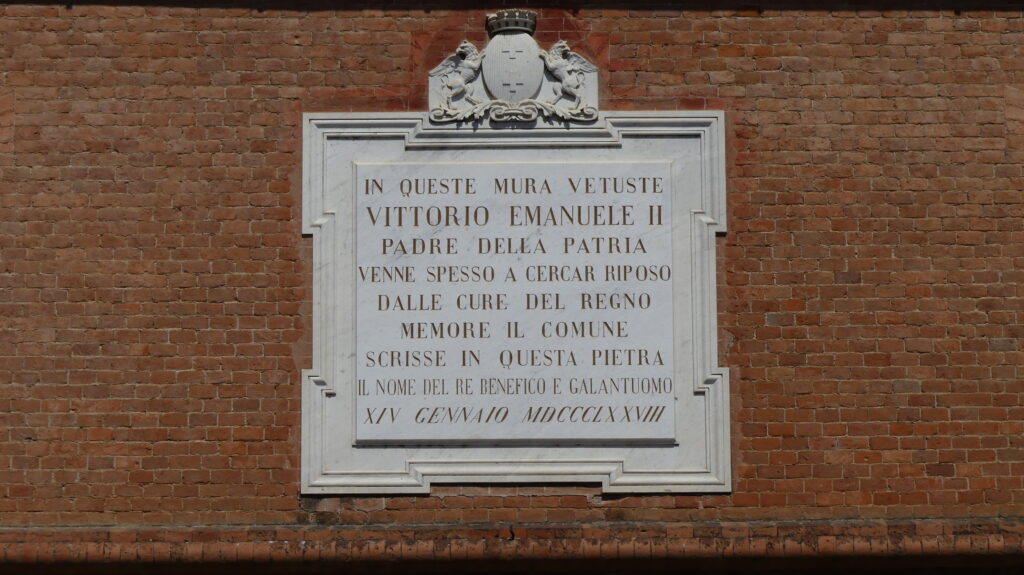 IN QUESTE MURA VETUSTE
VITTORIO EMANUELE II
PADRE DELLA PATRIA
VENNE SPESSO A CERCAR RIPOSO
DALLE CURE DEL REGNO
MEMORE IL COMUNE
SCRISSE IN QUESTA PIETRA
IL NOME DEL RE BENEFICO E GALANTUOMO
XIV GENNAIO MDCCCLXXVIII